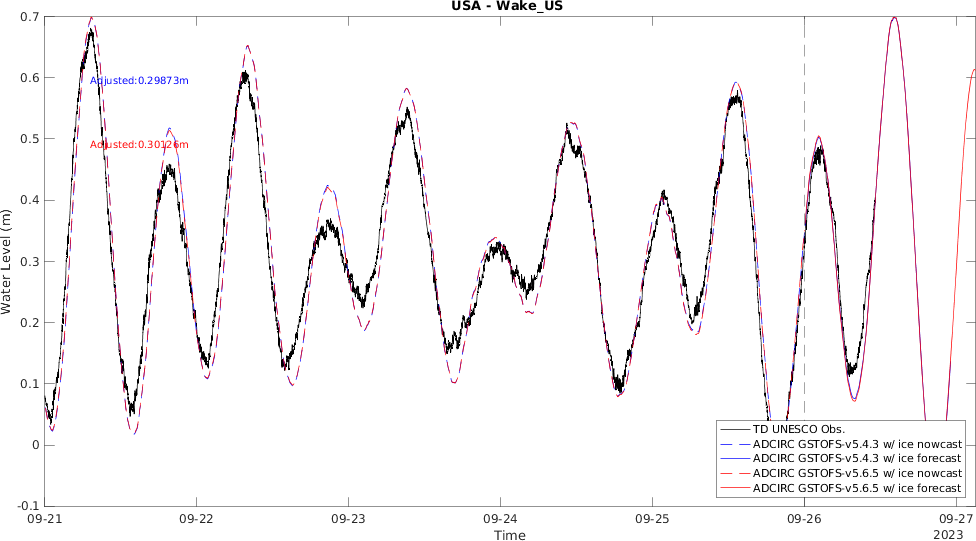 USA - Wake_US
0.7
0.6
0.5
0.4
0.3
0.2
0.1
0
-0.1
Water Level (m)
Adjusted:0.29873m
Adjusted:0.30126m
TD UNESCO Obs.
ADCIRC GSTOFS-v5.4.3 w/ ice nowcast
ADCIRC GSTOFS-v5.4.3 w/ ice forecast
ADCIRC GSTOFS-v5.6.5 w/ ice nowcast
ADCIRC GSTOFS-v5.6.5 w/ ice forecast
09-21 09-22 09-23 09-24 09-25 09-26 09-27
Time
2023